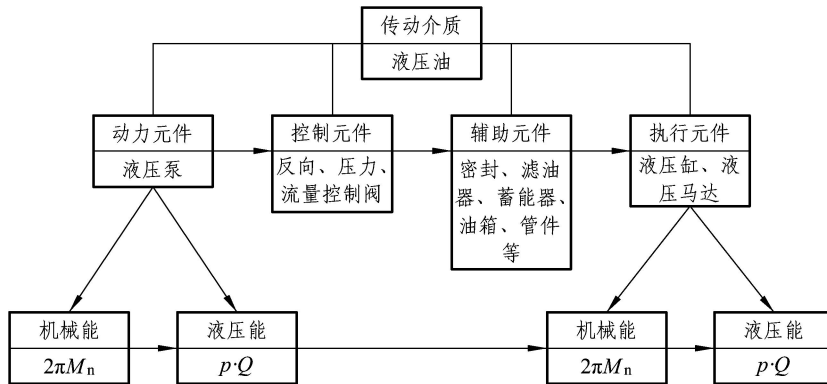 传动介质
液压油
动力元件
液压泵
控制元件
反向、压力、
流量控制阀
辅助元件
密封、滤油
器、蓄能器、
油箱、管件
等
执行元件
液压缸、液
压马达
机械能
2πMn
液压能
p·Q
机械能
2πMn
液压能
p·Q